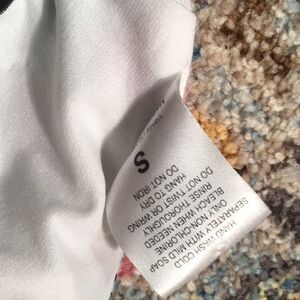 HAND WASH COLD
SEPARATELY WITH MILD SOAP
ONLY NON-CHLORINE
BLEACH WHEN NEEDED
RINSE THOROUGHLY
DO NOT TWIST OR WRING
HANG TO DRY
DO NOT IRON
S